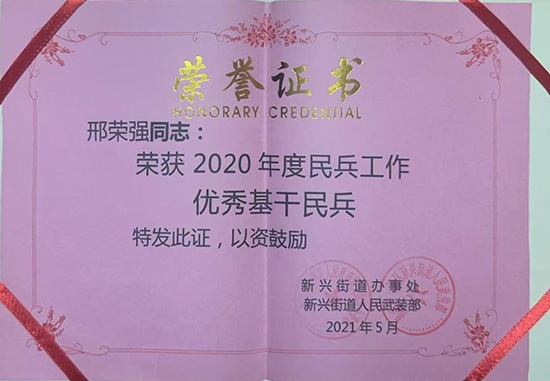 荣誉证书
HONORARY CREDENTIAL
邢荣强同志：
荣获 2020 年度民兵工作
优秀基干民兵
特发此证，以资鼓励
新兴街道办事处
新兴街道人民武装部
2021 年 5 月